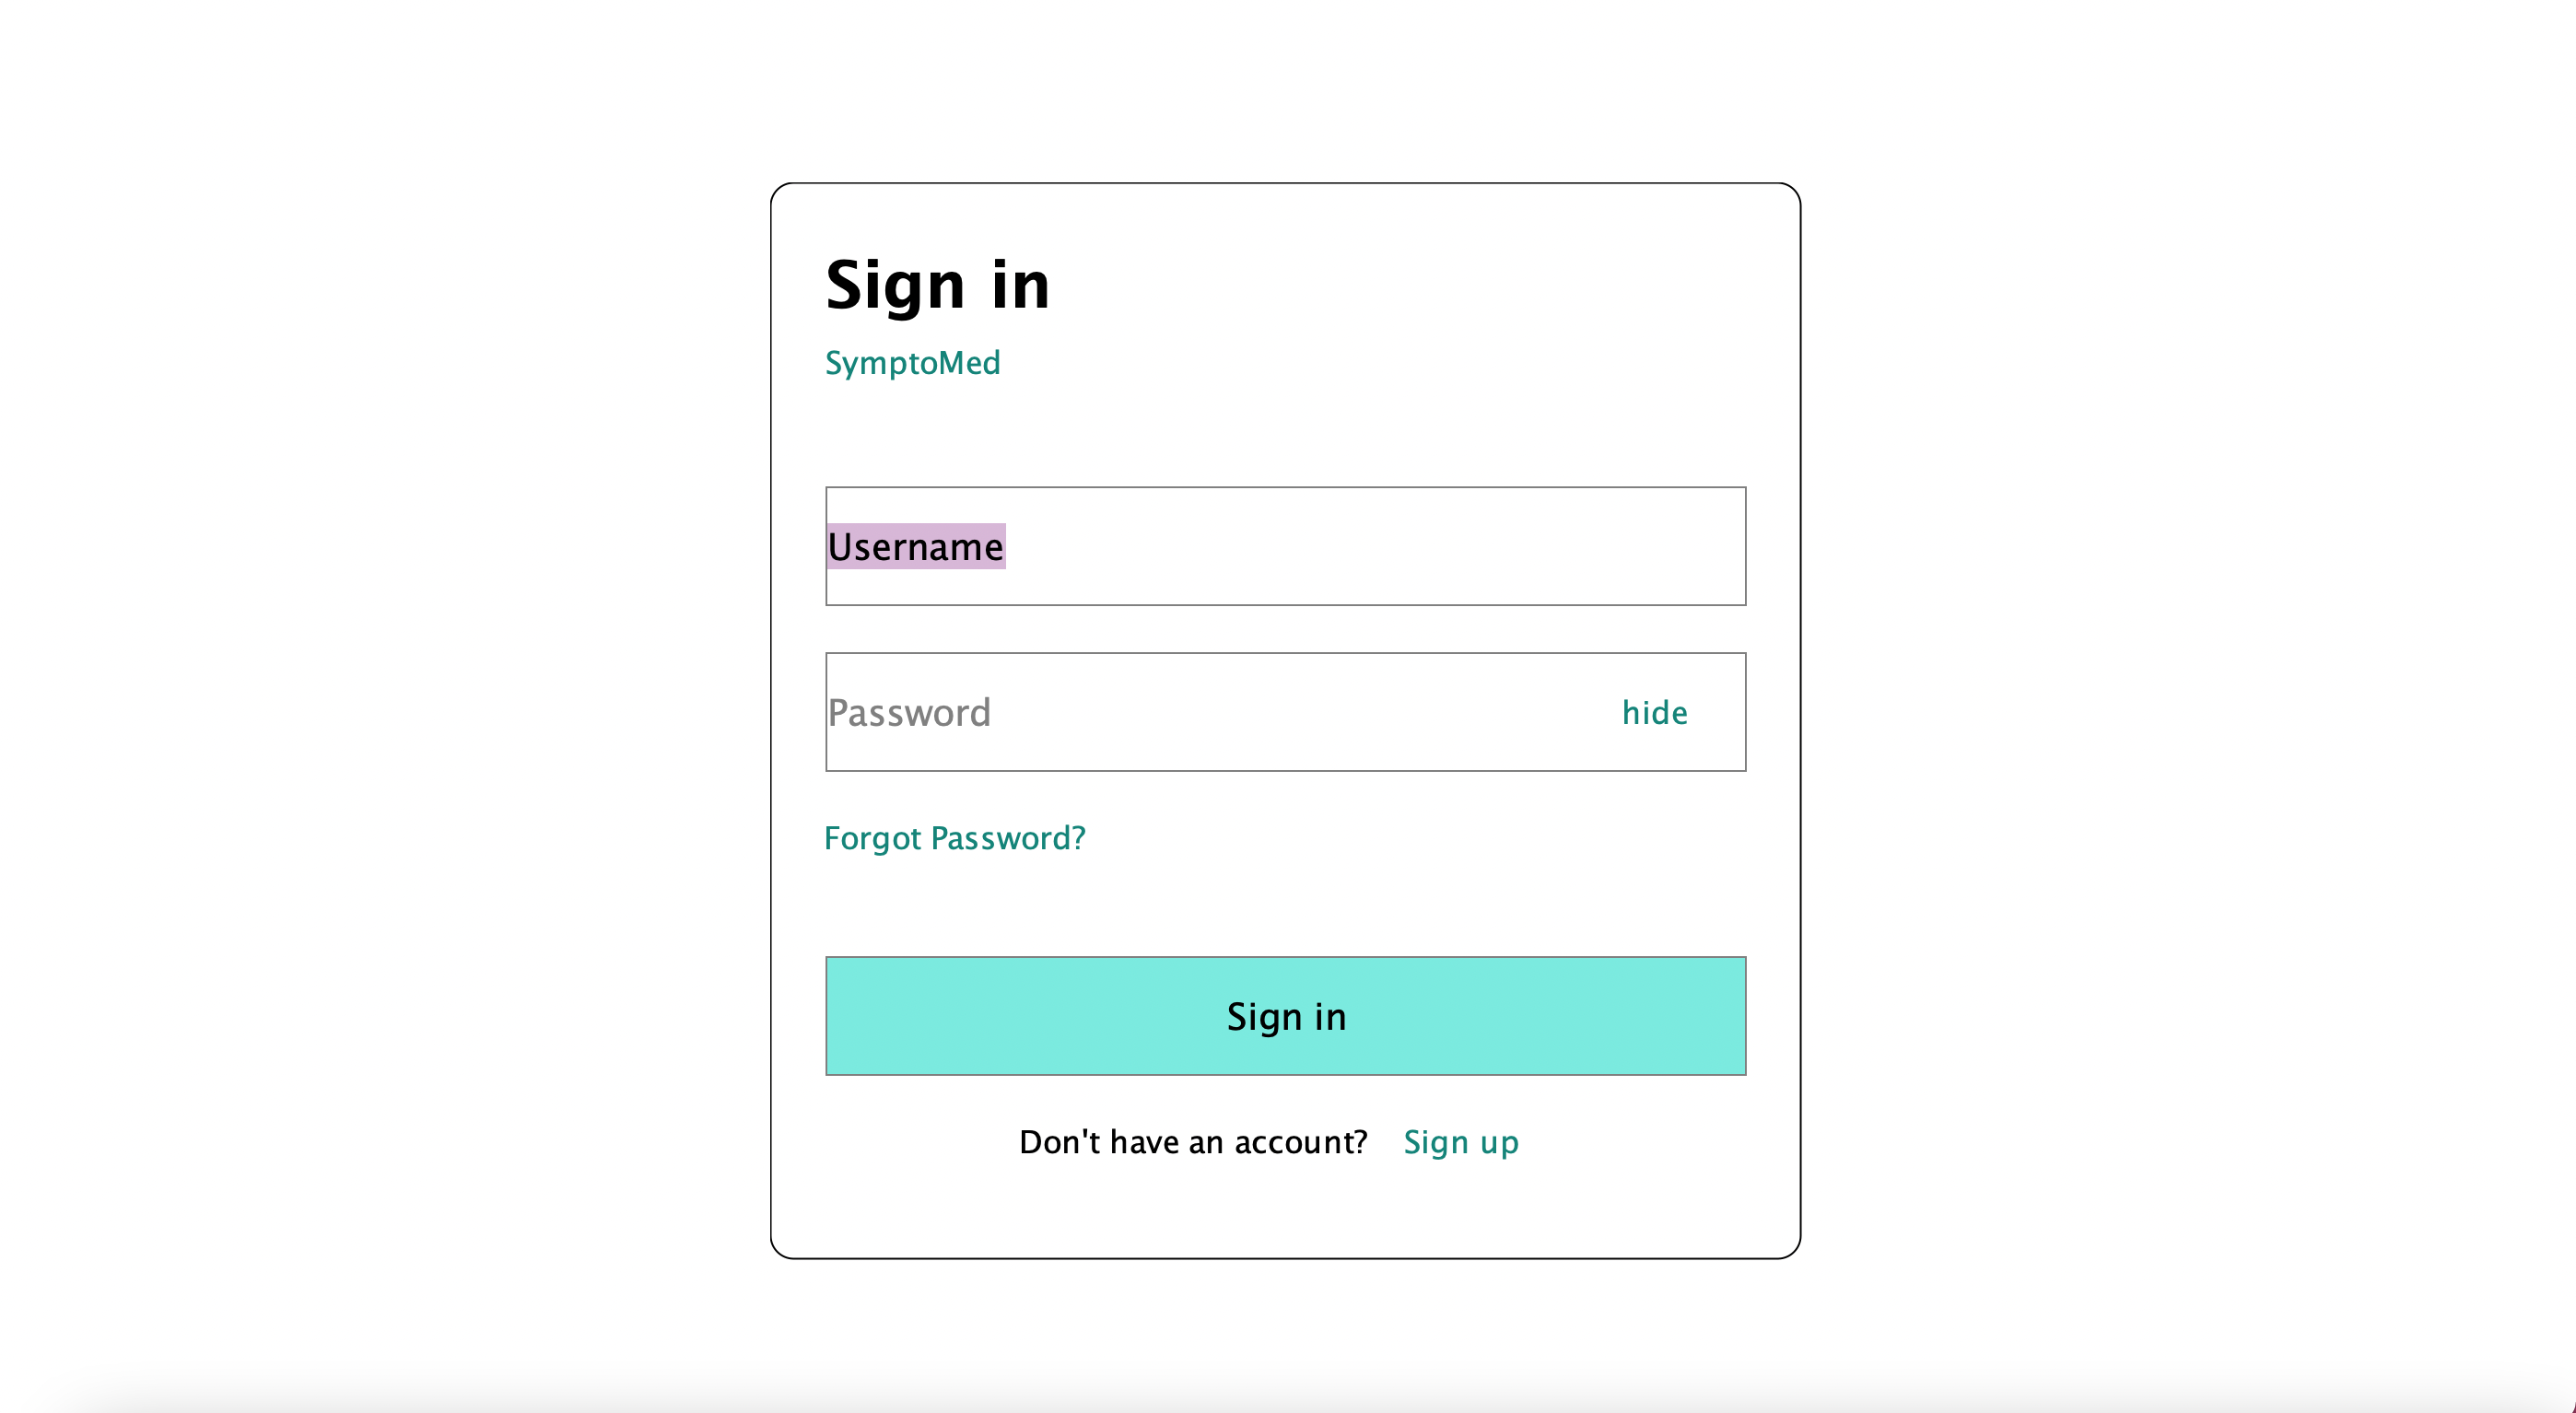 Sign in
SymptoMed
Username
Password hide
Forgot Password?
Sign in
Don't have an account? Sign up